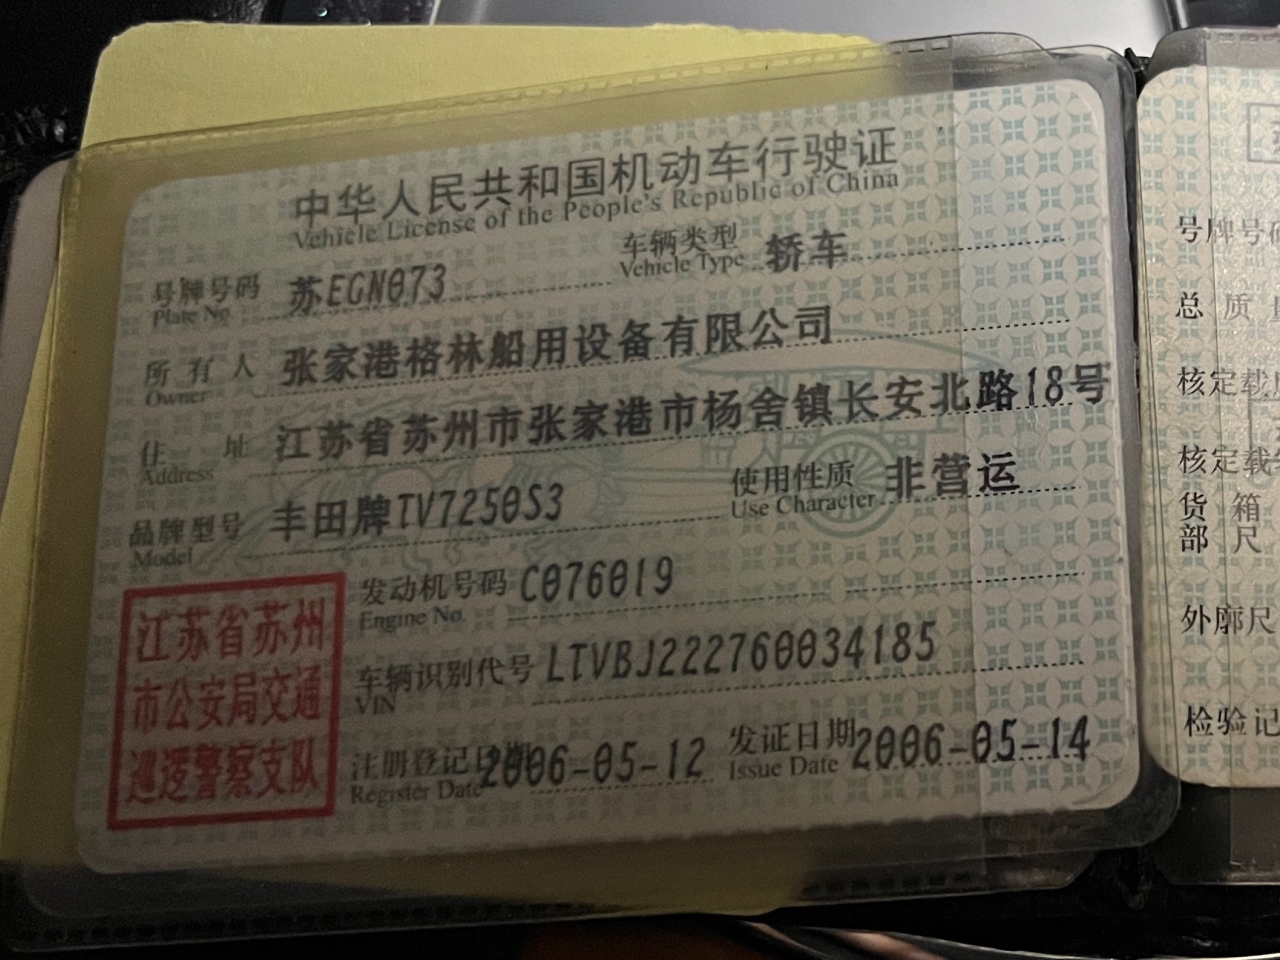 中华人民共和国机动车行驶证
Vehicle License of the People's Republic of China
号牌号码 苏EGN073 车辆类型 轿车
Plate No. Vehicle Type
所有人 张家港格林船用设备有限公司
Owner
住址 江苏省苏州市张家港市杨舍镇长安北路18号
Address
品牌型号 丰田牌TV7250S3 使用性质 非营运
Model Use Character
发动机号码 C076019
Engine No.
车辆识别代号 LTVBJ222760034185
VIN
注册登记日期 2006-05-12 发证日期 2006-05-14
Register Date Issue Date
江苏省苏州
市公安局交通
巡逻警察支队
号牌号码
总质
核定载
核定载
货箱
部尺
外廓尺
检验记